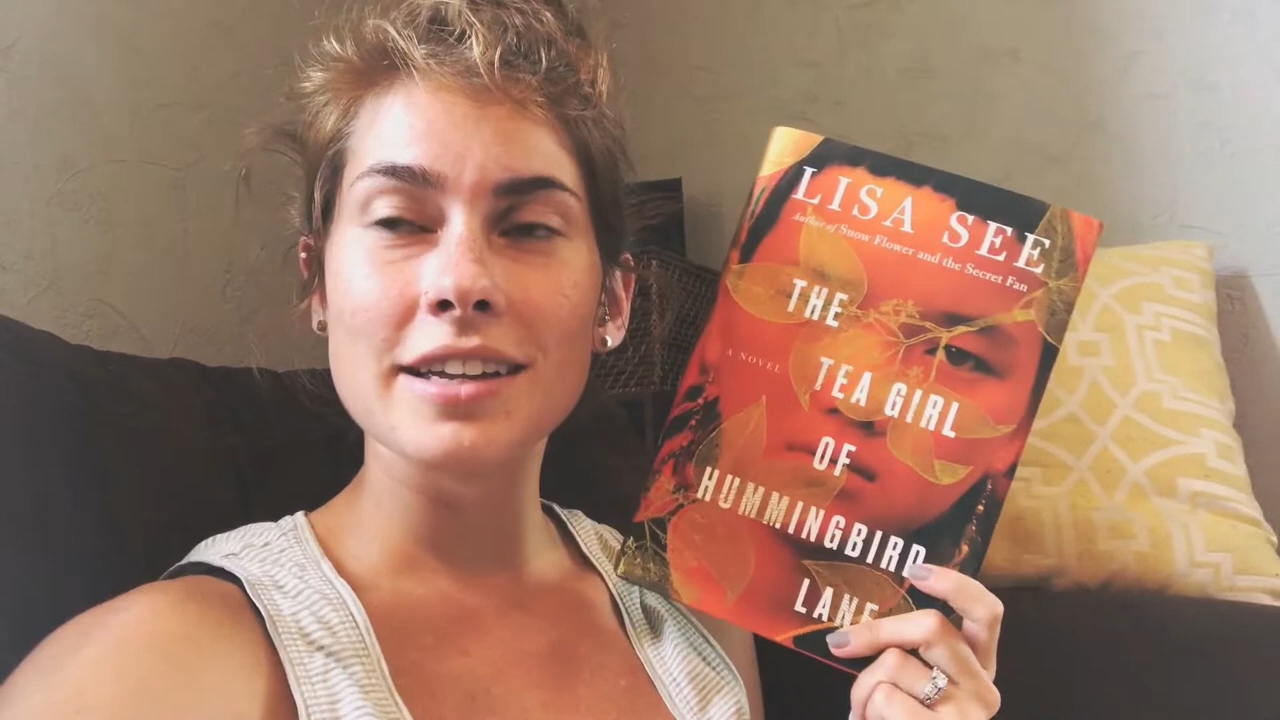 LISA SEE
Author of Snow Flower and the Secret Fan
THE
TEA GIRL
A NOVEL
OF
HUMMINGBIRD
LANE